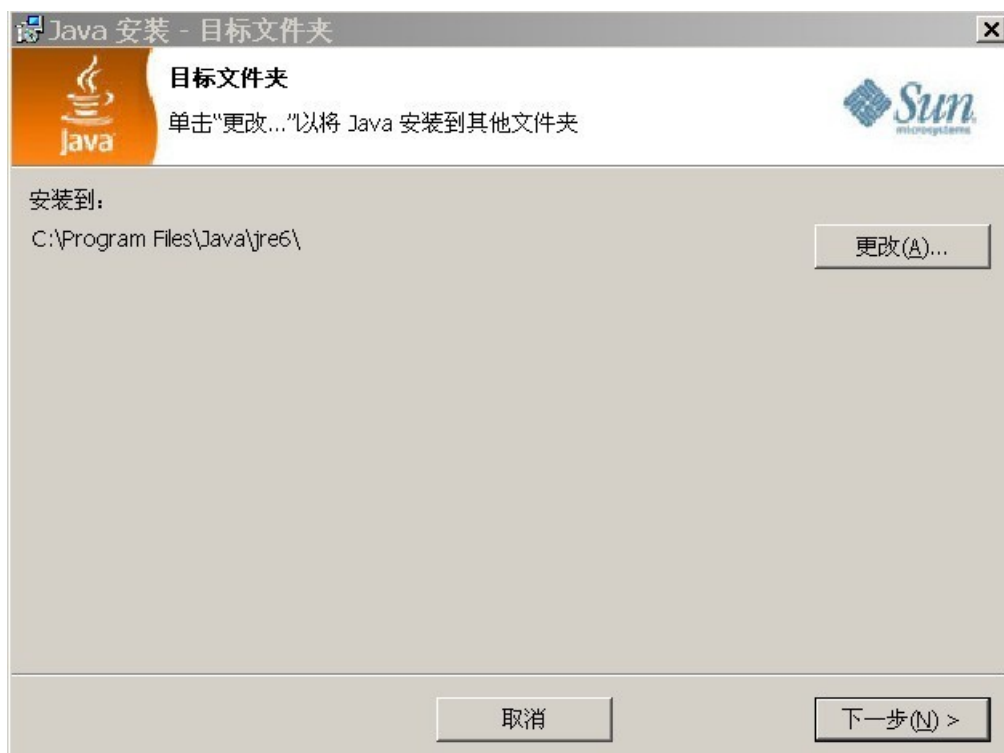 Java 安装 - 目标文件夹
目标文件夹
单击“更改...”以将 Java 安装到其他文件夹
Java
Sun
microsystems
安装到：
C:\Program Files\Java\jre6\
更改(A)...
取消
下一步(N) >